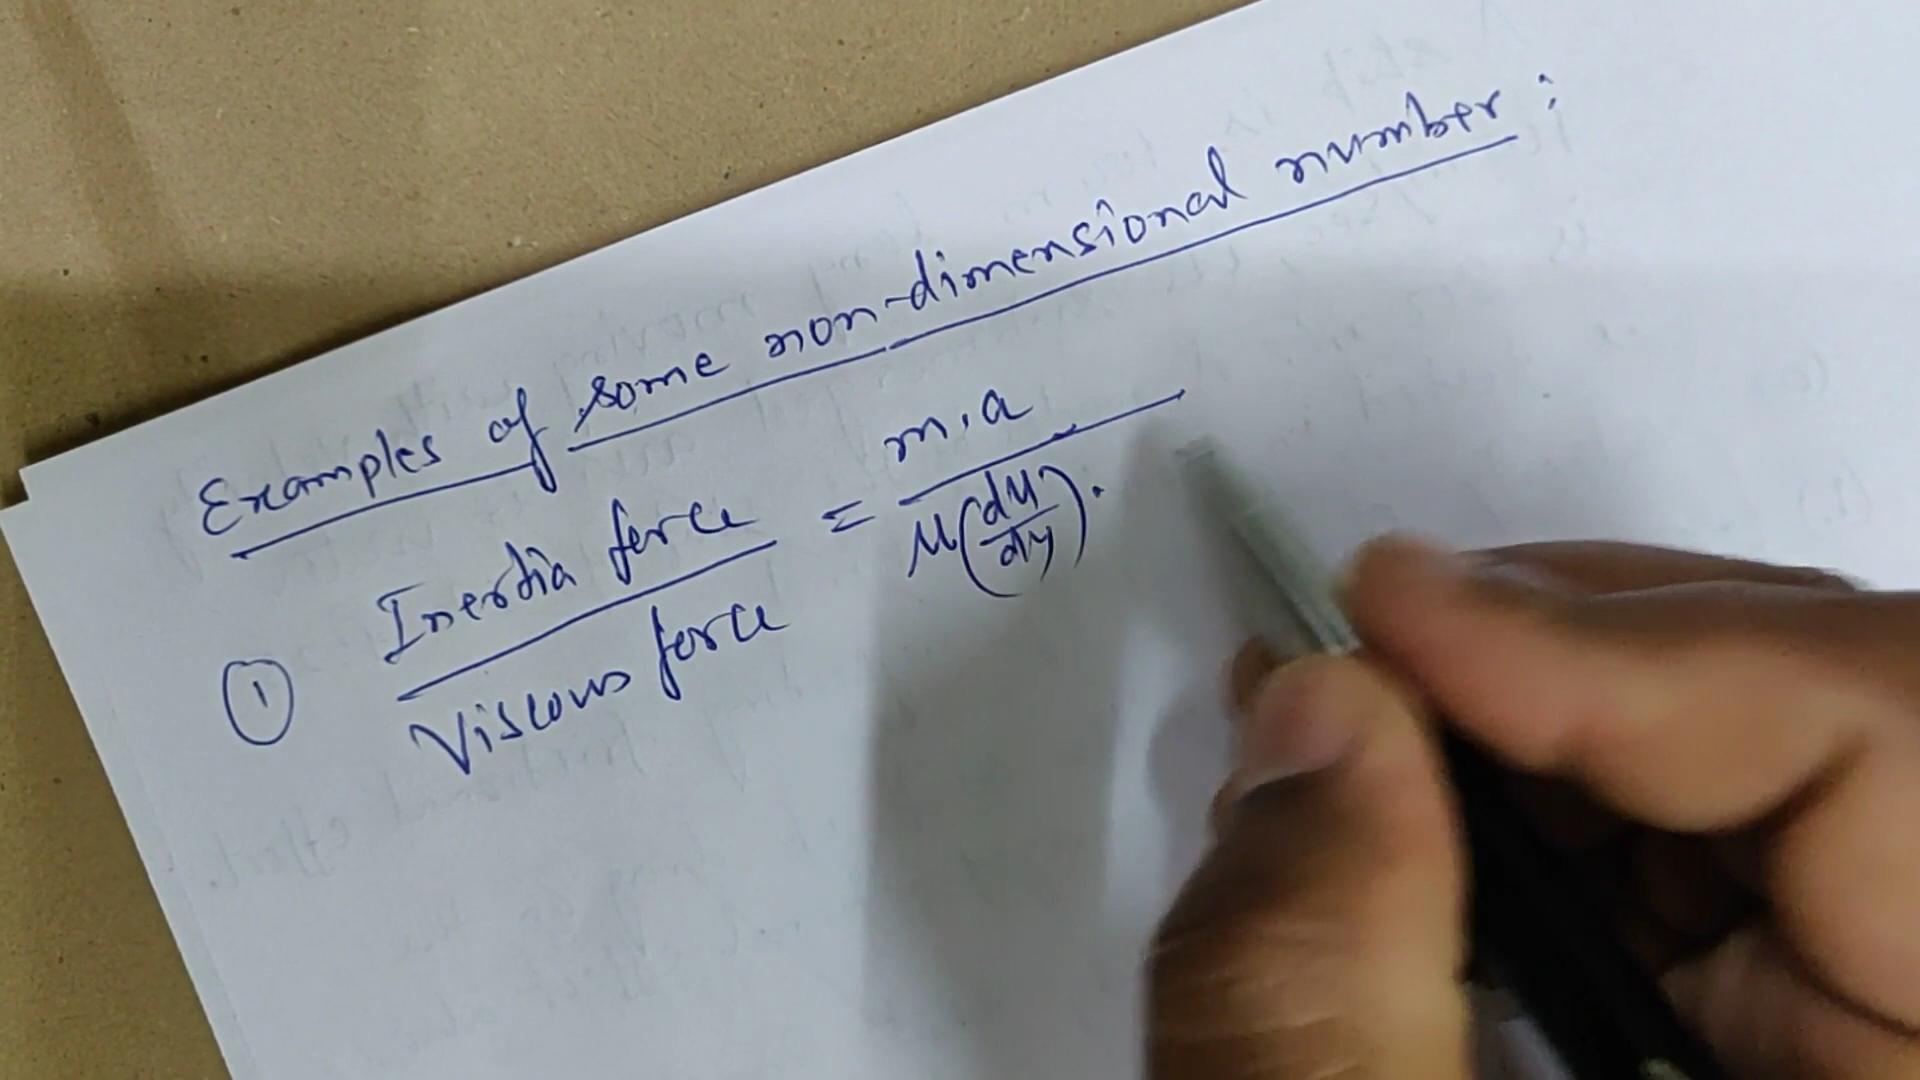 Examples of some non-dimensional number :
① Inertia force / Viscous force = m.a / μ(du/dy).